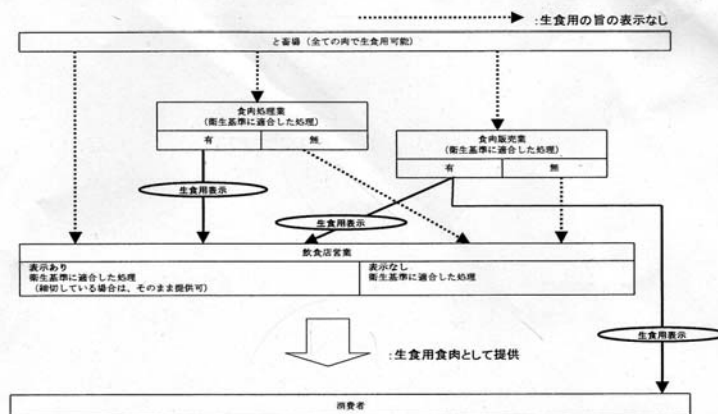 :生食用の旨の表示なし
と畜場(全ての肉で生食用可能)
食肉処理業
(衛生基準に適合した処理)
有
無
食肉販売業
(衛生基準に適合した処理)
有
無
生食用表示
生食用表示
飲食店営業
表示あり
衛生基準に適合した処理
(細切している場合は、そのまま提供可)
表示なし
衛生基準に適合した処理
生食用表示
:生食用食肉として提供
消費者